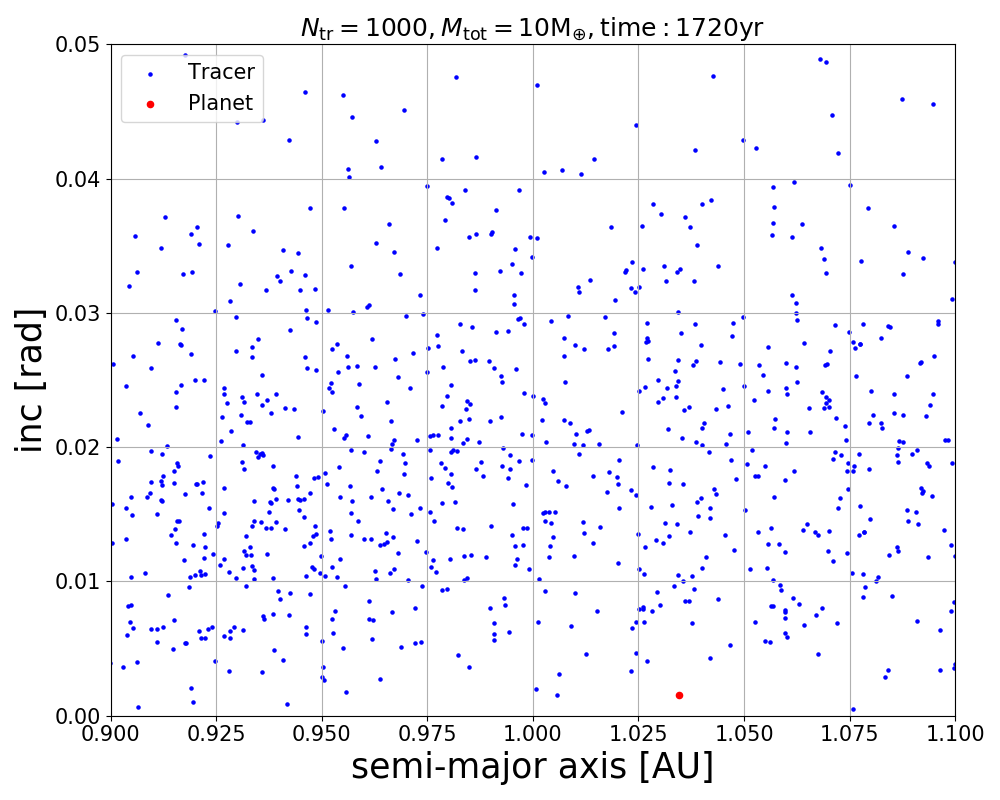 N_tr = 1000, M_tot = 10M_⊕, time : 1720yr
Tracer
Planet
0.05
0.04
0.03
0.02
0.01
0.00
inc [rad]
0.900 0.925 0.950 0.975 1.000 1.025 1.050 1.075 1.100
semi-major axis [AU]